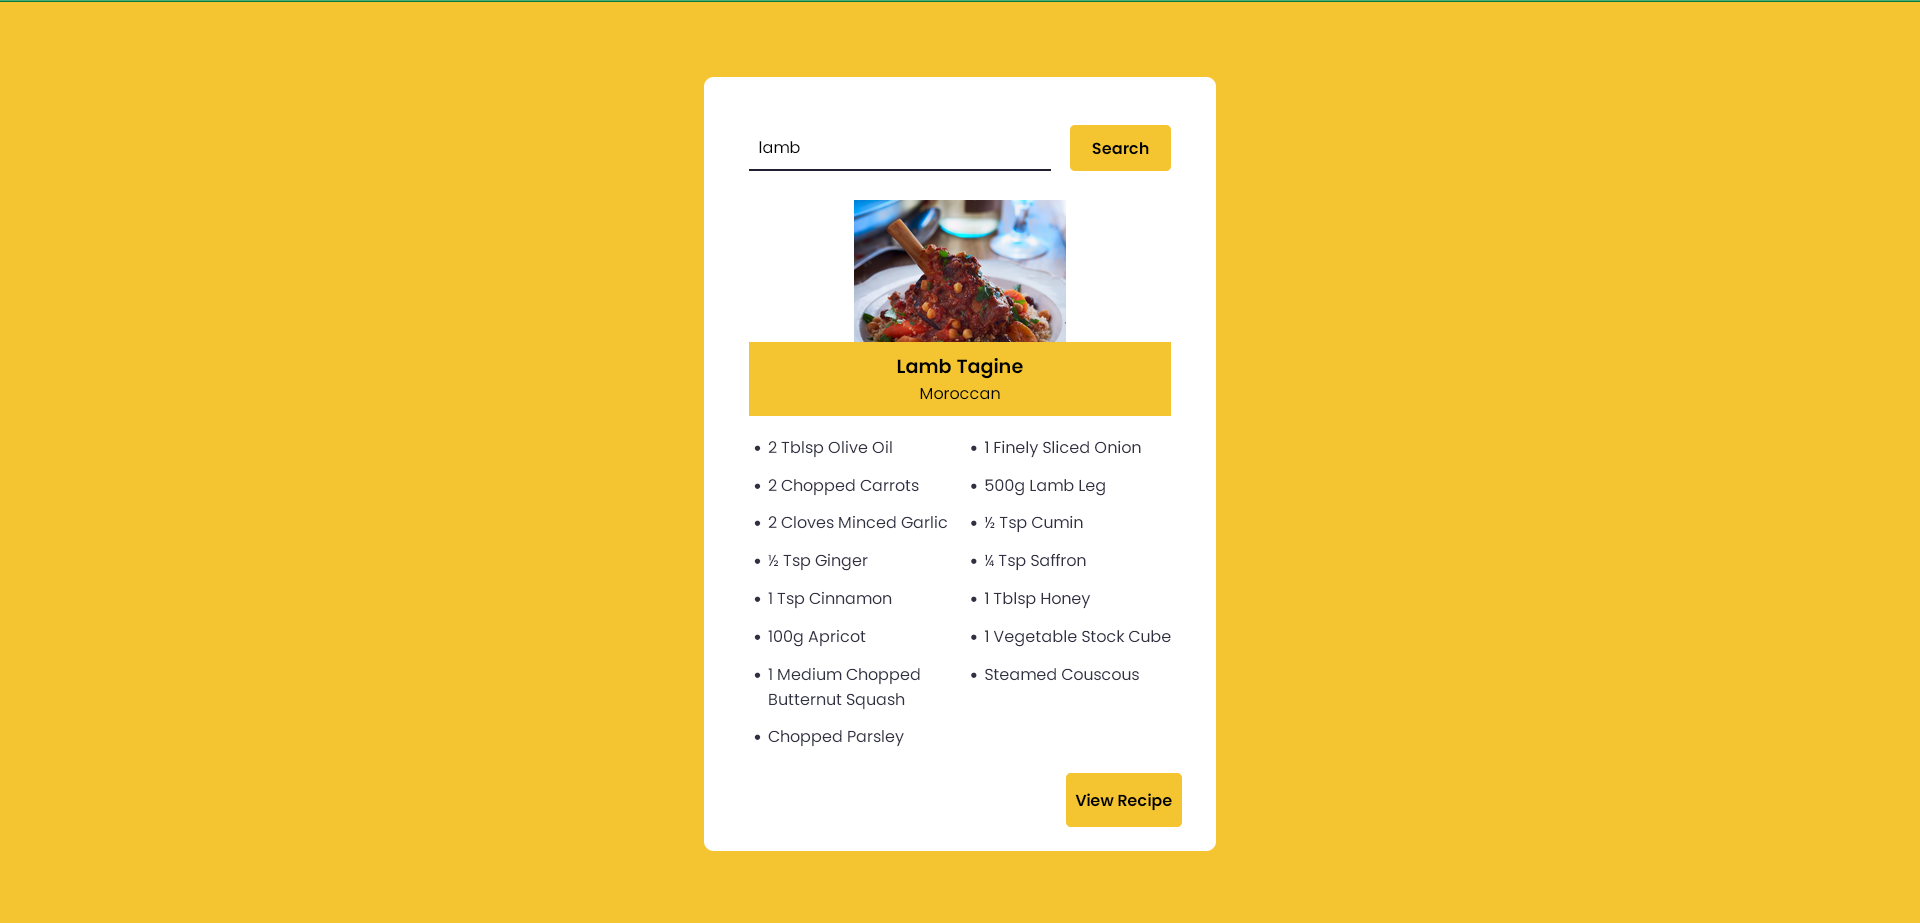 lamb
Search
Lamb Tagine
Moroccan
2 Tblsp Olive Oil
1 Finely Sliced Onion
2 Chopped Carrots
500g Lamb Leg
2 Cloves Minced Garlic
½ Tsp Cumin
½ Tsp Ginger
¼ Tsp Saffron
1 Tsp Cinnamon
1 Tblsp Honey
100g Apricot
1 Vegetable Stock Cube
1 Medium Chopped
Butternut Squash
Steamed Couscous
Chopped Parsley
View Recipe